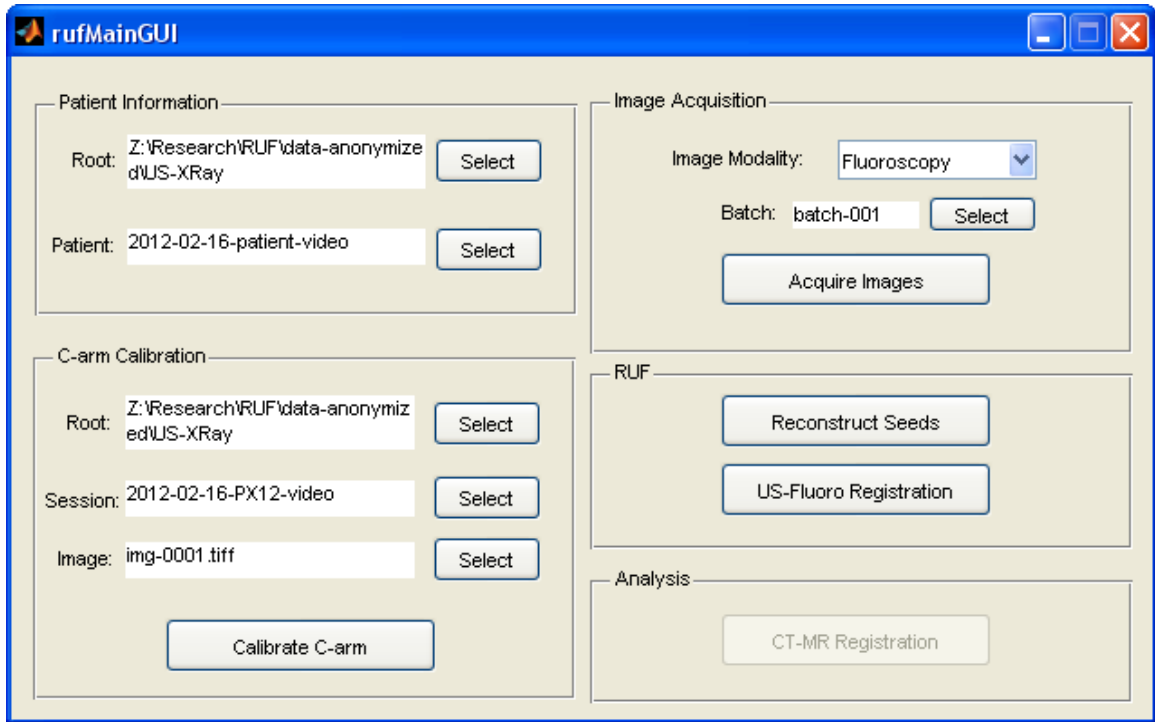 rufMainGUI
Patient Information
Root:
Z:\Research\RUF\data-anonymize
d\US-XRay
Select
Patient:
2012-02-16-patient-video
Select
C-arm Calibration
Root:
Z:\Research\RUF\data-anonymiz
ed\US-XRay
Select
Session:
2012-02-16-PX12-video
Select
Image:
img-0001.tiff
Select
Calibrate C-arm
Image Acquisition
Image Modality:
Fluoroscopy
Batch:
batch-001
Select
Acquire Images
RUF
Reconstruct Seeds
US-Fluoro Registration
Analysis
CT-MR Registration